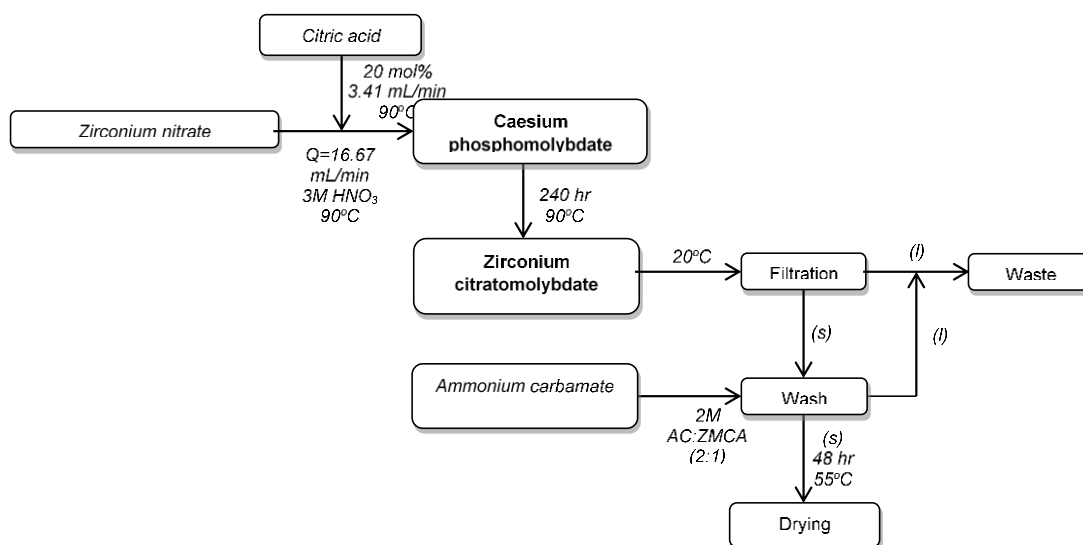 Citric acid
20 mol%
3.41 mL/min
90ºC
Zirconium nitrate
Q=16.67
mL/min
3M HNO₃
90ºC
Caesium
phosphomolybdate
240 hr
90ºC
Zirconium
citratomolybdate
20ºC
Filtration
(l)
Waste
(s)
(l)
Ammonium carbamate
2M
AC:ZMCA
(2:1)
Wash
(s)
48 hr
55ºC
Drying